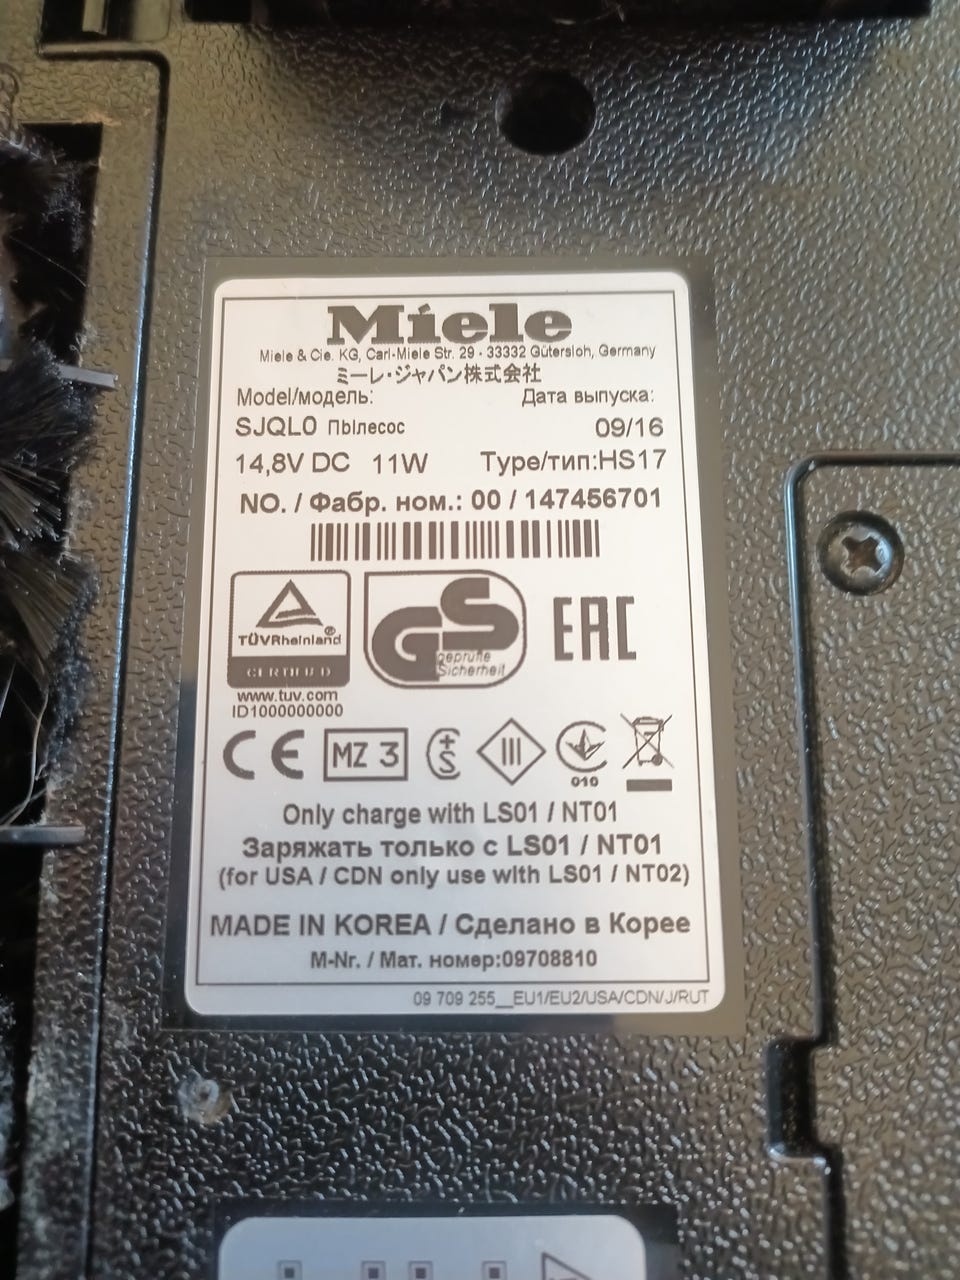 Miele
Miele & Cie. KG, Carl-Miele Str. 29 - 33332 Gütersloh, Germany
ミーレ・ジャパン株式会社
Model/модель: Дата выпуска:
SJQL0 Пылесос 09/16
14,8V DC 11W Type/тип:HS17
NO. / Фабр. ном.: 00 / 147456701
TÜVRheinland®
CERTIFIED
www.tuv.com
ID1000000000
GS
geprüfte
Sicherheit
EAC
CE MZ 3 +S III
010
Only charge with LS01 / NT01
Заряжать только с LS01 / NT01
(for USA / CDN only use with LS01 / NT02)
MADE IN KOREA / Сделано в Корее
M-Nr. / Мат. номер:09708810
09 709 255__EU1/EU2/USA/CDN/J/RUT